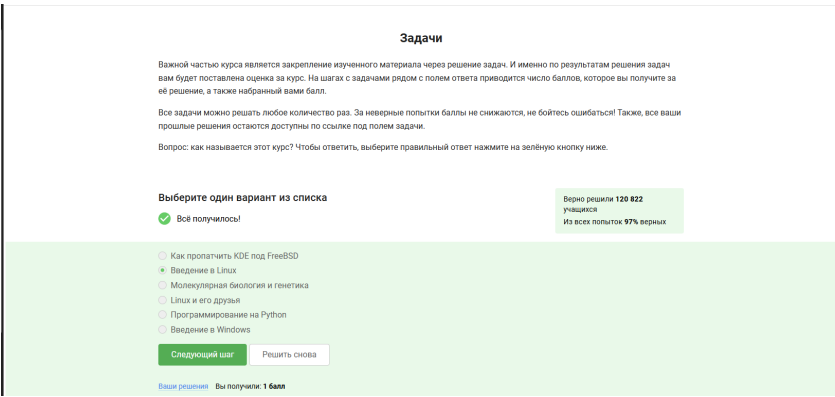 Задачи
Важной частью курса является закрепление изученного материала через решение задач. И именно по результатам решения задач
вам будет поставлена оценка за курс. На шагах с задачами рядом с полем ответа приводится число баллов, которое вы получите за
её решение, а также набранный вами балл.
Все задачи можно решать любое количество раз. За неверные попытки баллы не снижаются, не бойтесь ошибаться! Также, все ваши
прошлые решения остаются доступны по ссылке под полем задачи.
Вопрос: как называется этот курс? Чтобы ответить, выберите правильный ответ нажмите на зелёную кнопку ниже.
Выберите один вариант из списка
Всё получилось!
Верно решили 120 822
учащихся
Из всех попыток 97% верных
Как пропатчить KDE под FreeBSD
Введение в Linux
Молекулярная биология и генетика
Linux и его друзья
Программирование на Python
Введение в Windows
Следующий шаг Решить снова
Ваши решения Вы получили: 1 балл